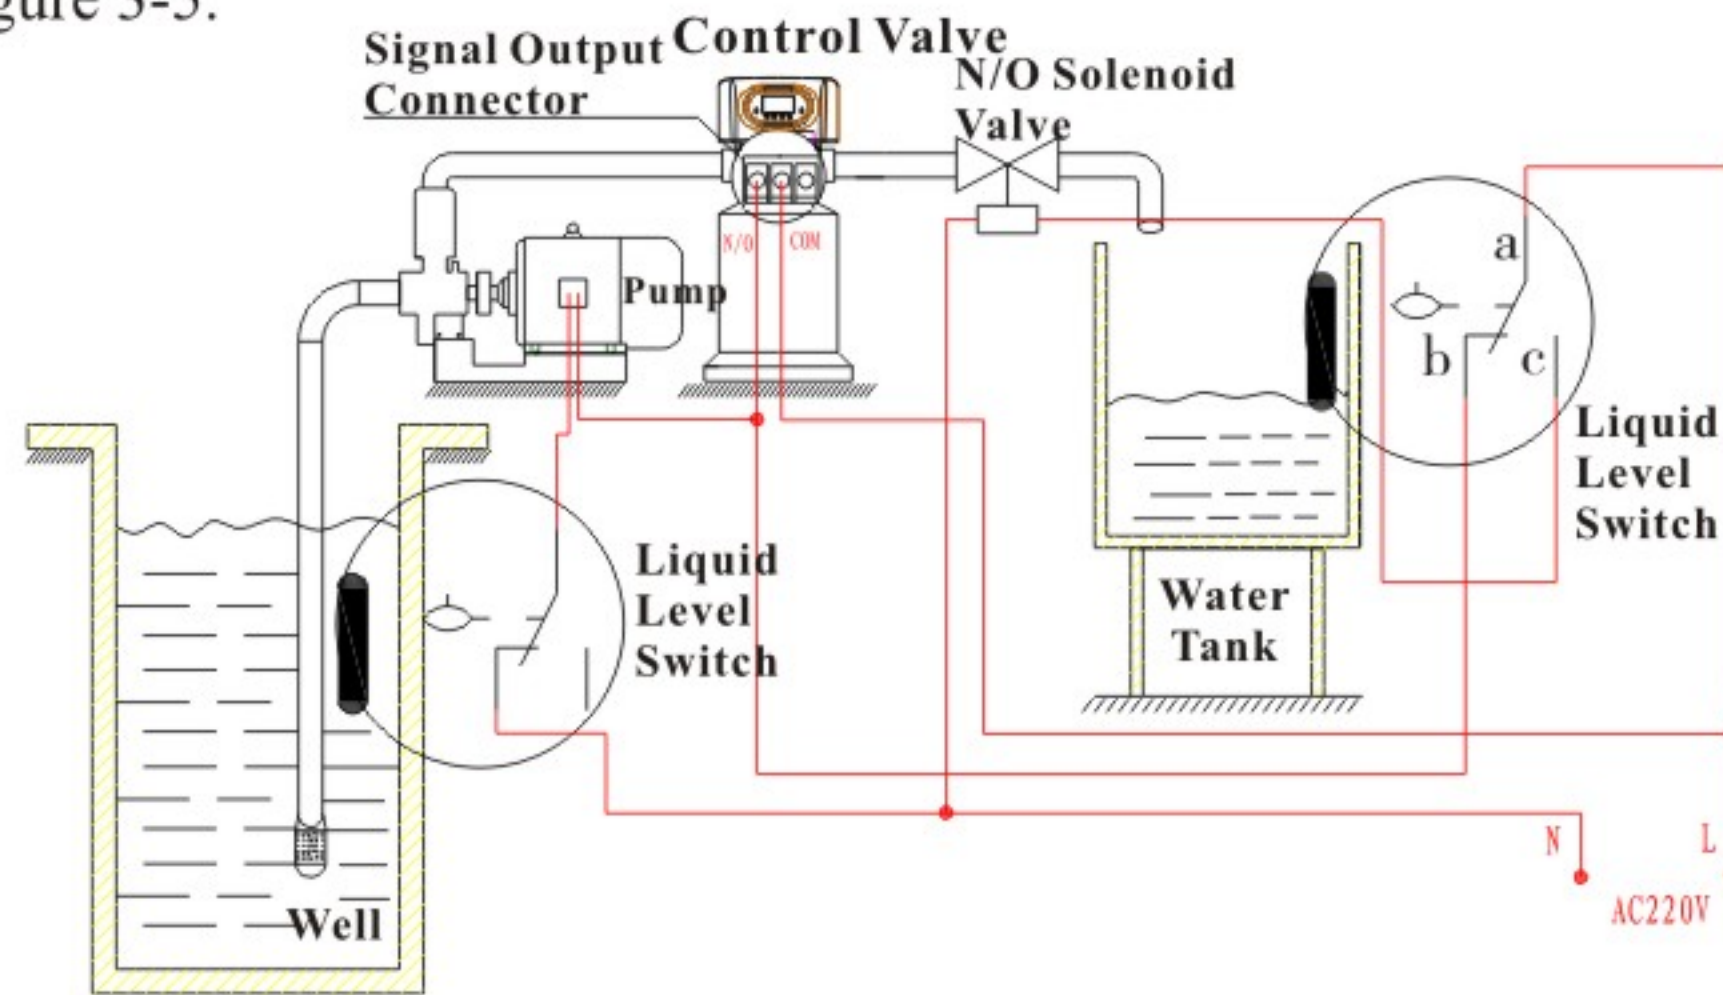 gure 3-5.
Signal Output
Connector
Control Valve
N/O Solenoid
Valve
N/O
COM
Pump
a
b
c
Liquid
Level
Switch
Liquid
Level
Switch
Water
Tank
N
L
AC220V
Well